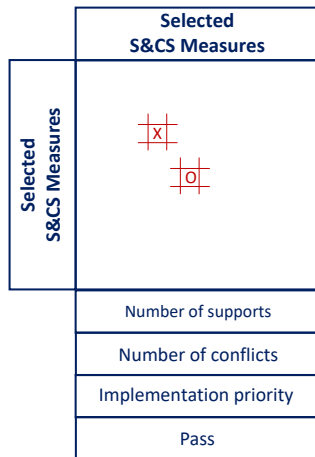 Selected
S&CS Measures
Selected
S&CS Measures
X
O
Number of supports
Number of conflicts
Implementation priority
Pass